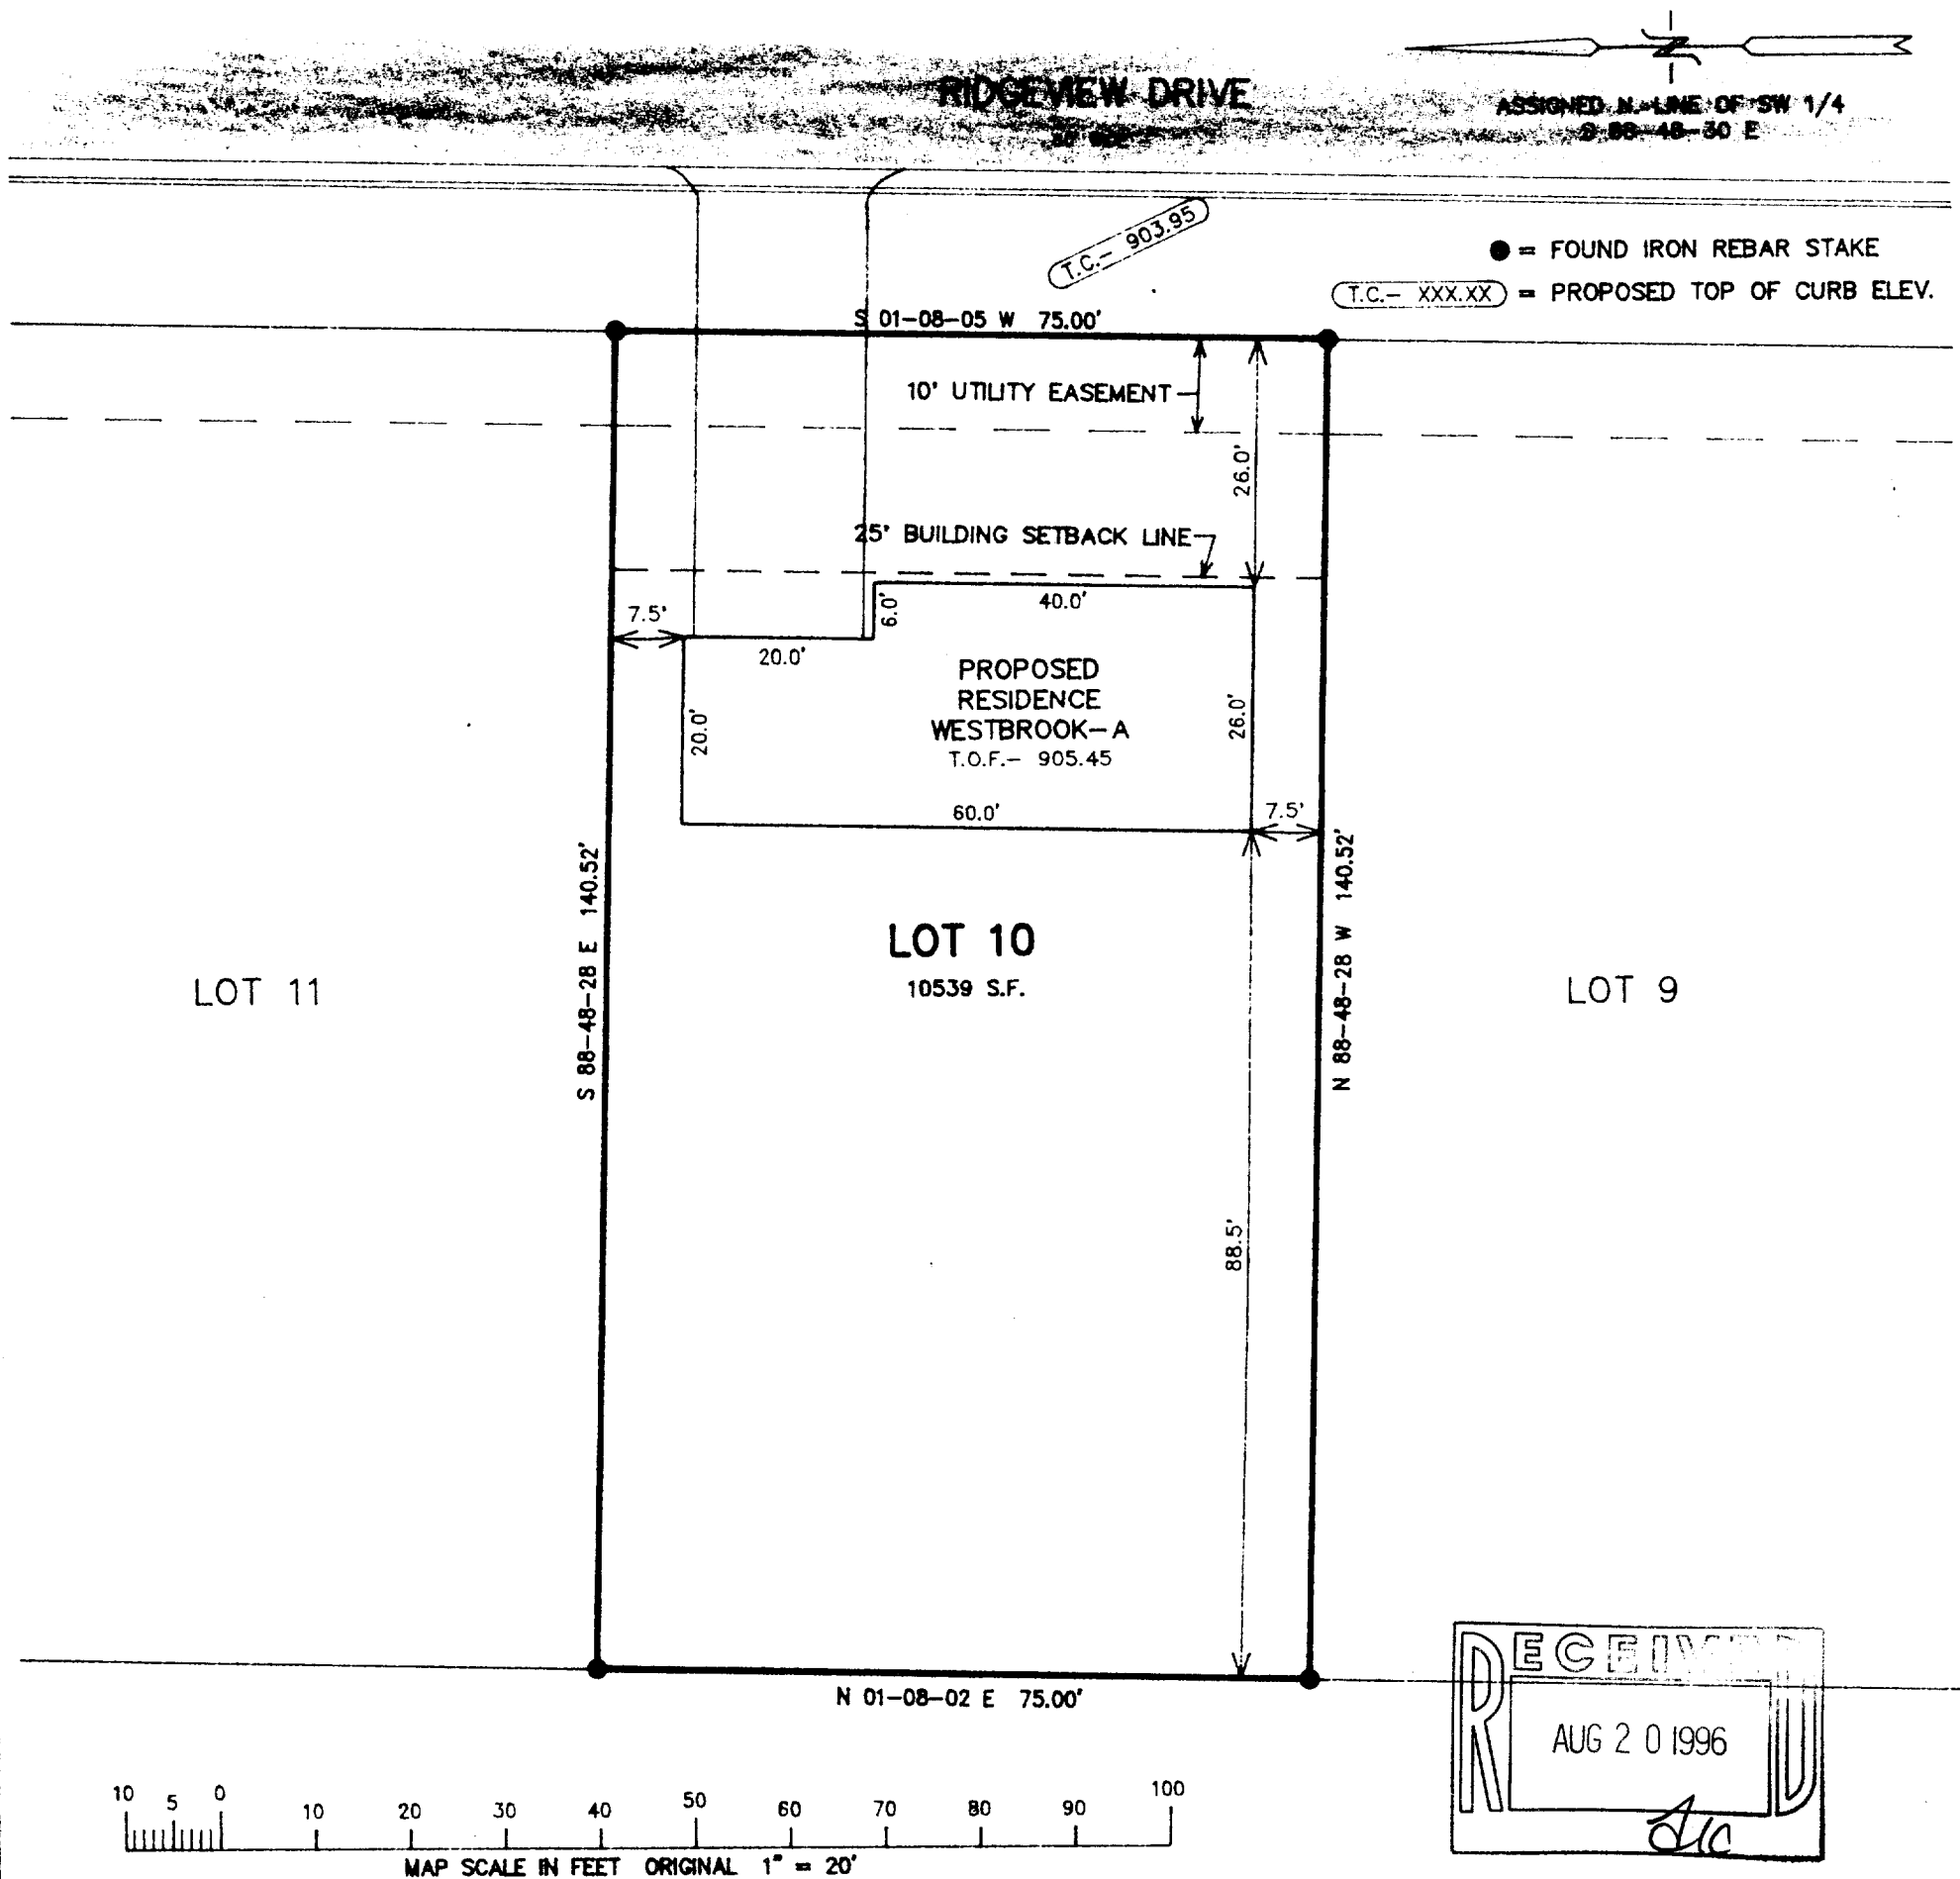 RIDGEVIEW DRIVE
ASSIGNED N. LINE OF SW 1/4
S 88-48-30 E
T.C.- 903.95
● = FOUND IRON REBAR STAKE
T.C.- XXX.XX = PROPOSED TOP OF CURB ELEV.
S 01-08-05 W 75.00'
10' UTILITY EASEMENT
26.0'
25' BUILDING SETBACK LINE
7.5'
6.0'
40.0'
20.0'
PROPOSED
RESIDENCE
WESTBROOK-A
T.O.F.- 905.45
20.0'
26.0'
60.0'
7.5'
S 88-48-28 E 140.52'
N 88-48-28 W 140.52'
LOT 10
10539 S.F.
LOT 11
LOT 9
88.5'
N 01-08-02 E 75.00'
RECEIVED
AUG 20 1996
10 5 0 10 20 30 40 50 60 70 80 90 100
MAP SCALE IN FEET ORIGINAL 1" = 20'